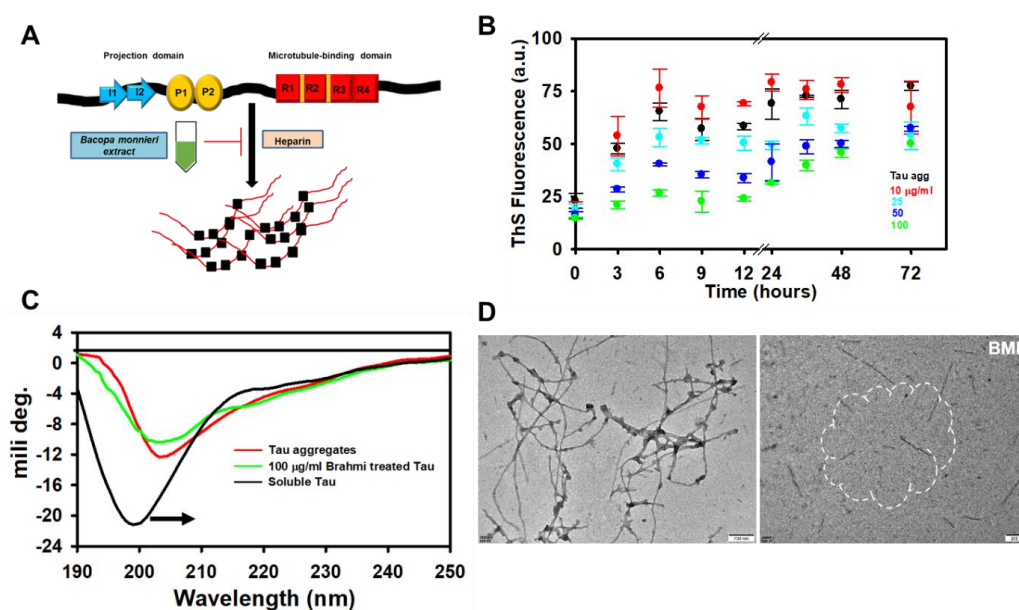 A
Projection domain
Microtubule-binding domain
I1 I2 P1 P2 R1 R2 R3 R4
Bacopa monnieri
extract
Heparin
B
ThS Fluorescence (a.u.)
100
75
50
25
0
0 3 6 9 12 24 48 72
Time (hours)
Tau agg
10 µg/ml
25
50
100
C
mili deg.
4
0
-4
-8
-12
-16
-20
-24
190 200 210 220 230 240 250
Wavelength (nm)
Tau aggregates
100 µg/ml Brahmi treated Tau
Soluble Tau
D